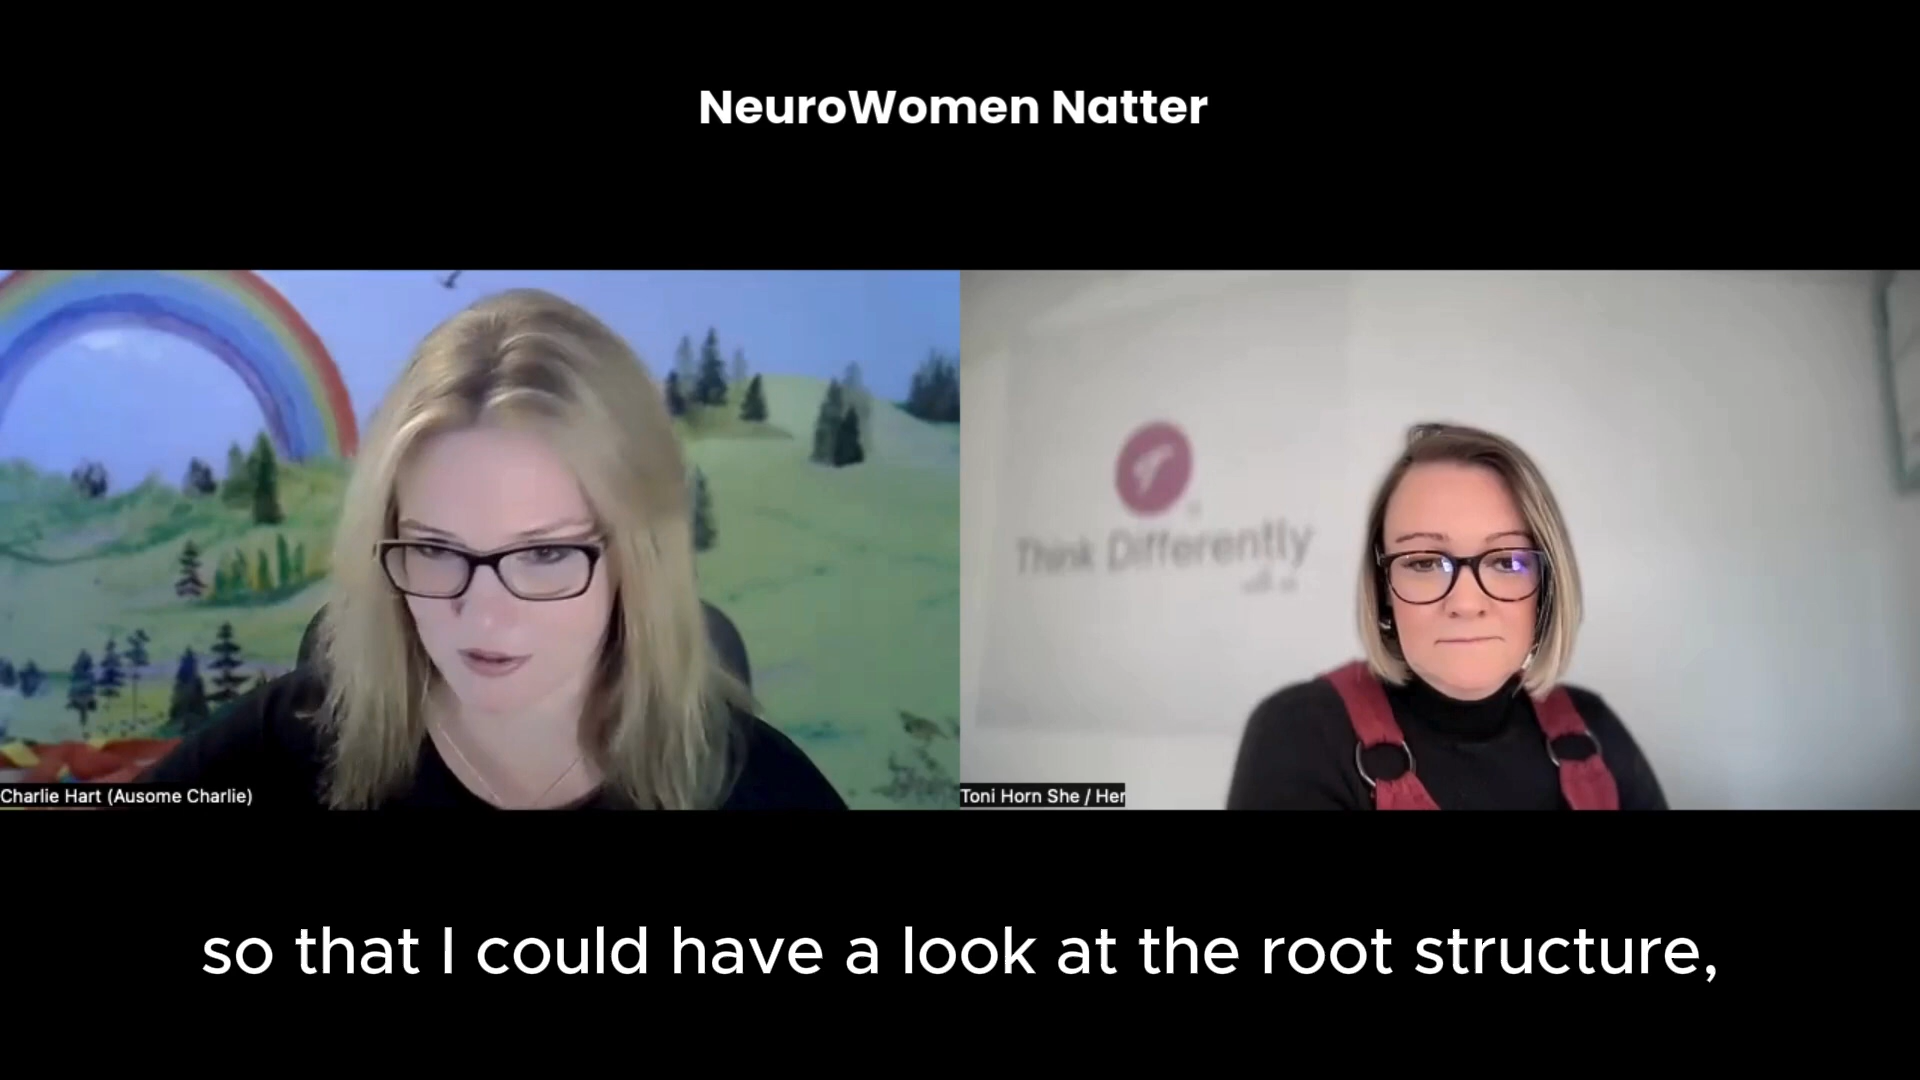 NeuroWomen Natter
Think Differently
Charlie Hart (Ausome Charlie)
Toni Horn She / Her
so that I could have a look at the root structure,